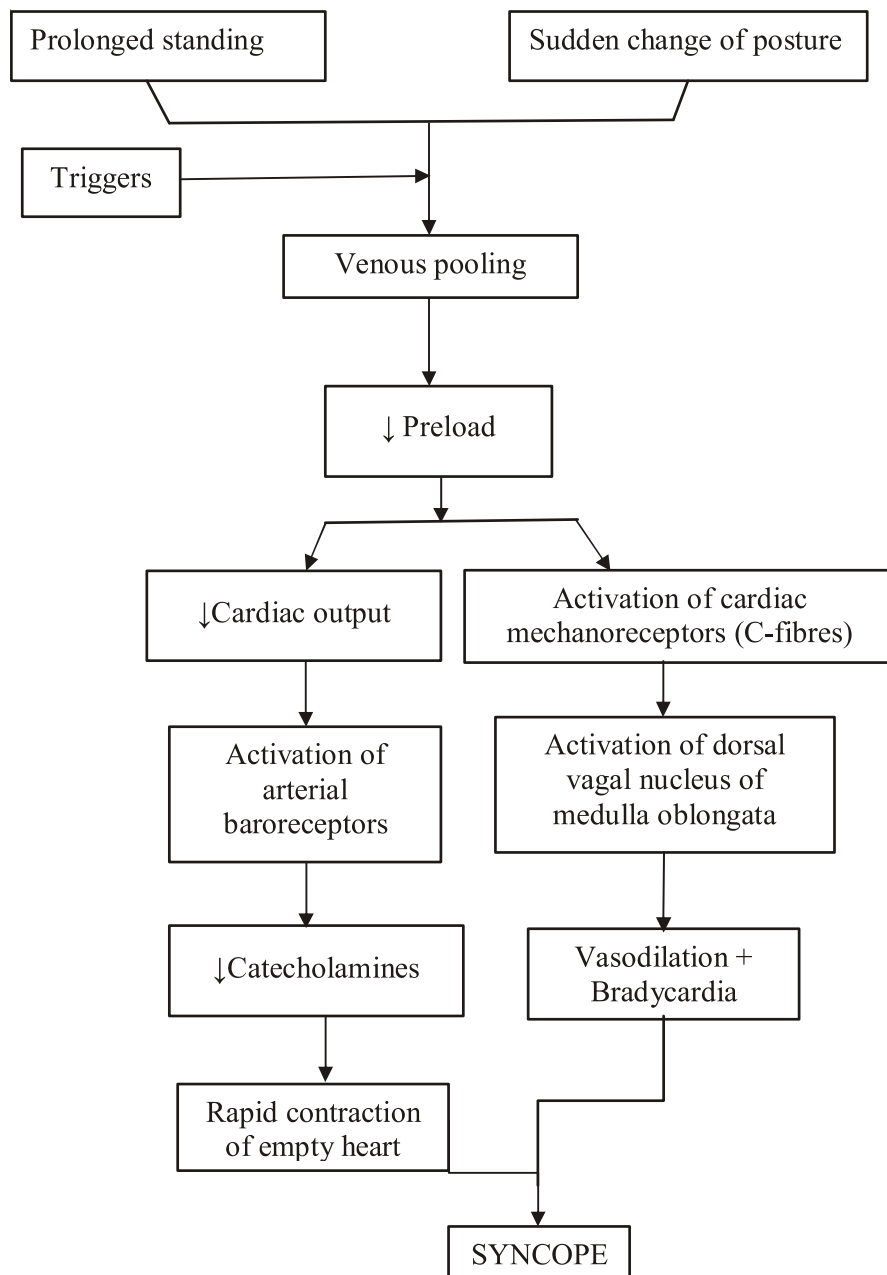 Prolonged standing
Sudden change of posture
Triggers
Venous pooling
↓ Preload
↓Cardiac output
Activation of cardiac
mechanoreceptors (C-fibres)
Activation of
arterial
baroreceptors
Activation of dorsal
vagal nucleus of
medulla oblongata
↓Catecholamines
Vasodilation +
Bradycardia
Rapid contraction
of empty heart
SYNCOPE